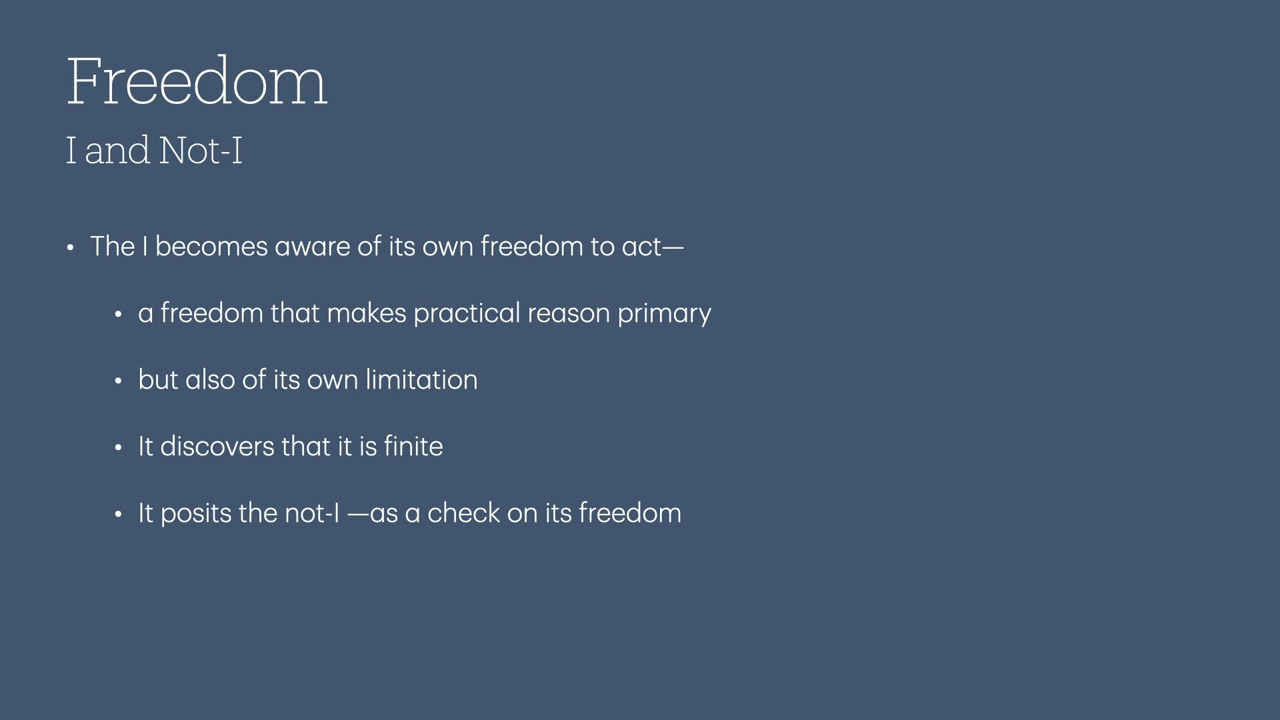 Freedom
I and Not-I
• The I becomes aware of its own freedom to act—
• a freedom that makes practical reason primary
• but also of its own limitation
• It discovers that it is finite
• It posits the not-I —as a check on its freedom